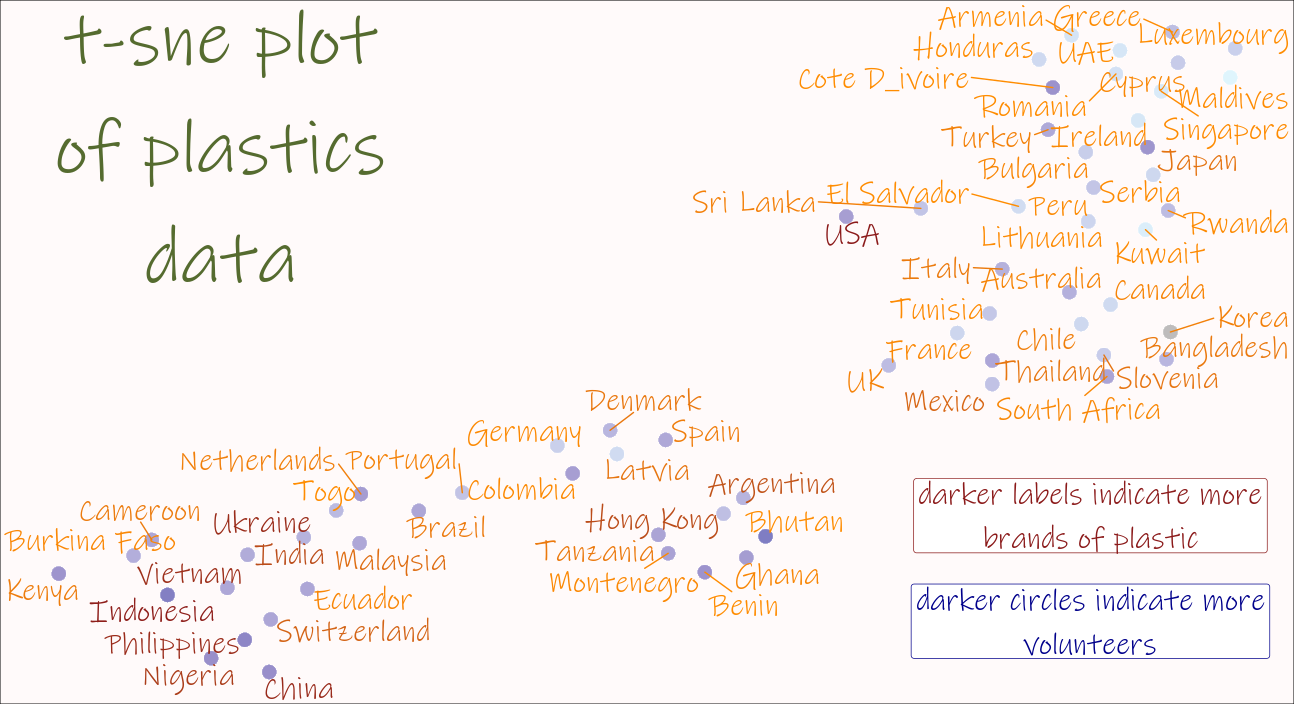 t-sne plot
of plastics
data
Armenia Greece
Luxembourg
Honduras UAE
Cote D_ivoire
Cyprus
Maldives
Romania
Singapore
Turkey Ireland
Japan
Bulgaria
Serbia
Sri Lanka El Salvador
Peru
Rwanda
USA
Lithuania
Kuwait
Italy
Australia
Canada
Tunisia
Korea
Chile
France
Bangladesh
UK
Thailand
Slovenia
Mexico
South Africa
Denmark
Germany
Spain
Netherlands Portugal
Latvia
Togo
Colombia
Argentina
Cameroon
Ukraine
Brazil
Hong Kong
Bhutan
Burkina Faso
India
Malaysia
Tanzania
Vietnam
Montenegro
Ghana
Kenya
Ecuador
Benin
Indonesia
Switzerland
Philippines
Nigeria
China
darker labels indicate more
brands of plastic
darker circles indicate more
volunteers